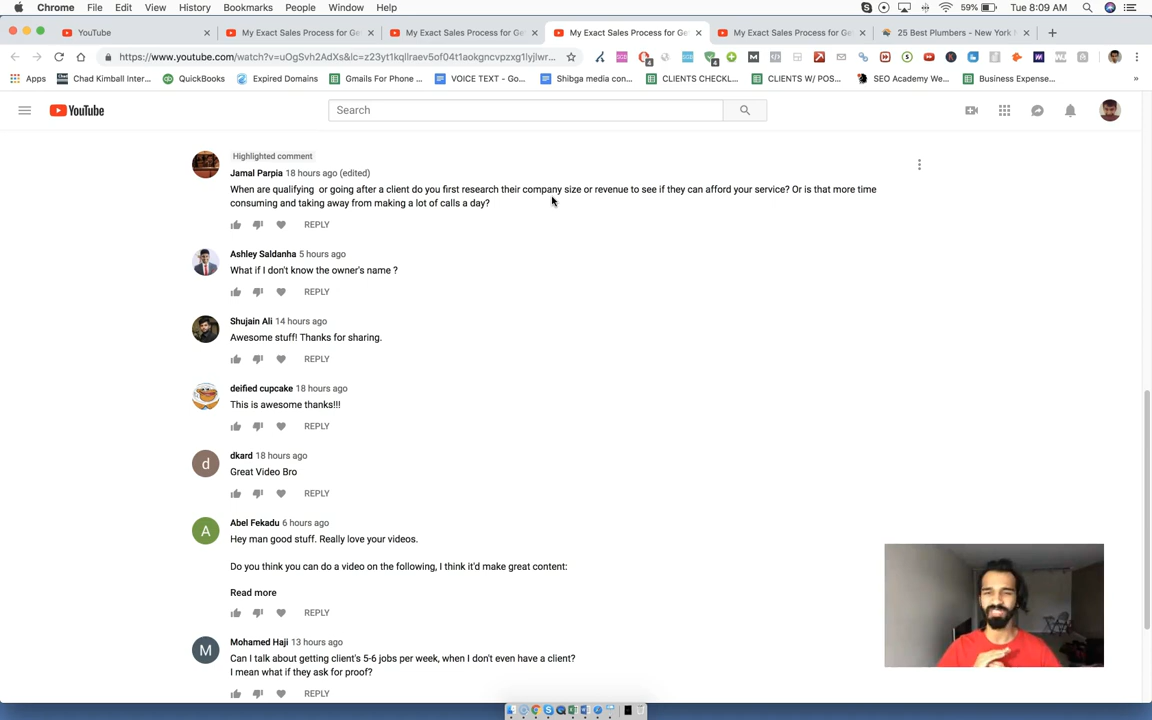 Chrome File Edit View History Bookmarks People Window Help 59% Tue 8:09 AM
YouTube × My Exact Sales Process for Ge × My Exact Sales Process for Ge × My Exact Sales Process for Ge × My Exact Sales Process for Ge × 25 Best Plumbers - New York ×
Apps Chad Kimball Inter... QuickBooks Expired Domains Gmails For Phone ... VOICE TEXT - Go... Shibga media con... CLIENTS CHECKL... CLIENTS W/ POS... SEO Academy We... Business Expense...
YouTube Search
Highlighted comment
Jamal Parpia 18 hours ago (edited)
When are qualifying or going after a client do you first research their company size or revenue to see if they can afford your service? Or is that more time
consuming and taking away from making a lot of calls a day?
REPLY
Ashley Saldanha 5 hours ago
What if I don't know the owner's name ?
REPLY
Shujain Ali 14 hours ago
Awesome stuff! Thanks for sharing.
REPLY
deified cupcake 18 hours ago
This is awesome thanks!!!
REPLY
d
dkard 18 hours ago
Great Video Bro
REPLY
A
Abel Fekadu 6 hours ago
Hey man good stuff. Really love your videos.
Do you think you can do a video on the following, I think it'd make great content:
Read more
REPLY
M
Mohamed Haji 13 hours ago
Can I talk about getting client's 5-6 jobs per week, when I don't even have a client?
I mean what if they ask for proof?
REPLY